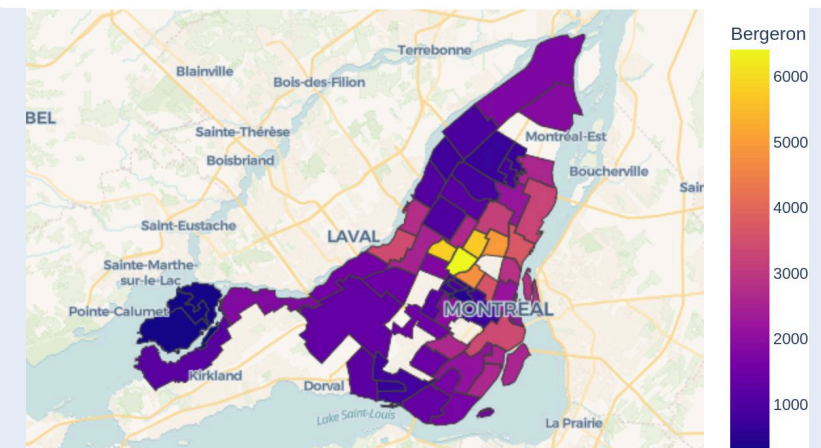 Bergeron
Terrebonne
Blainville
Bois-des-Filion
6000
BEL
Sainte-Thérèse
Montréal-Est
5000
Boisbriand
Boucherville
Sair
4000
Saint-Eustache
LAVAL
Sainte-Marthe-
sur-le-Lac
3000
Pointe-Calumet
MONTRÉAL
2000
Kirkland
Dorval
1000
Lake Saint-Louis
La Prairie